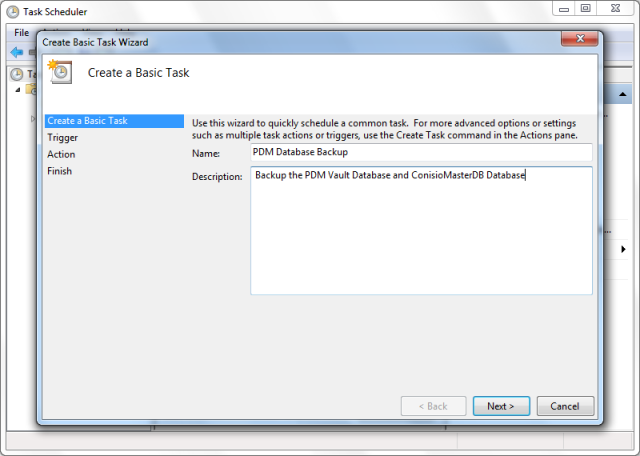 Task Scheduler
File
Create Basic Task Wizard
Create a Basic Task
Create a Basic Task
Trigger
Action
Finish
Use this wizard to quickly schedule a common task. For more advanced options or settings
such as multiple task actions or triggers, use the Create Task command in the Actions pane.
Name:
PDM Database Backup
Description:
Backup the PDM Vault Database and ConisioMasterDB Database
< Back
Next >
Cancel